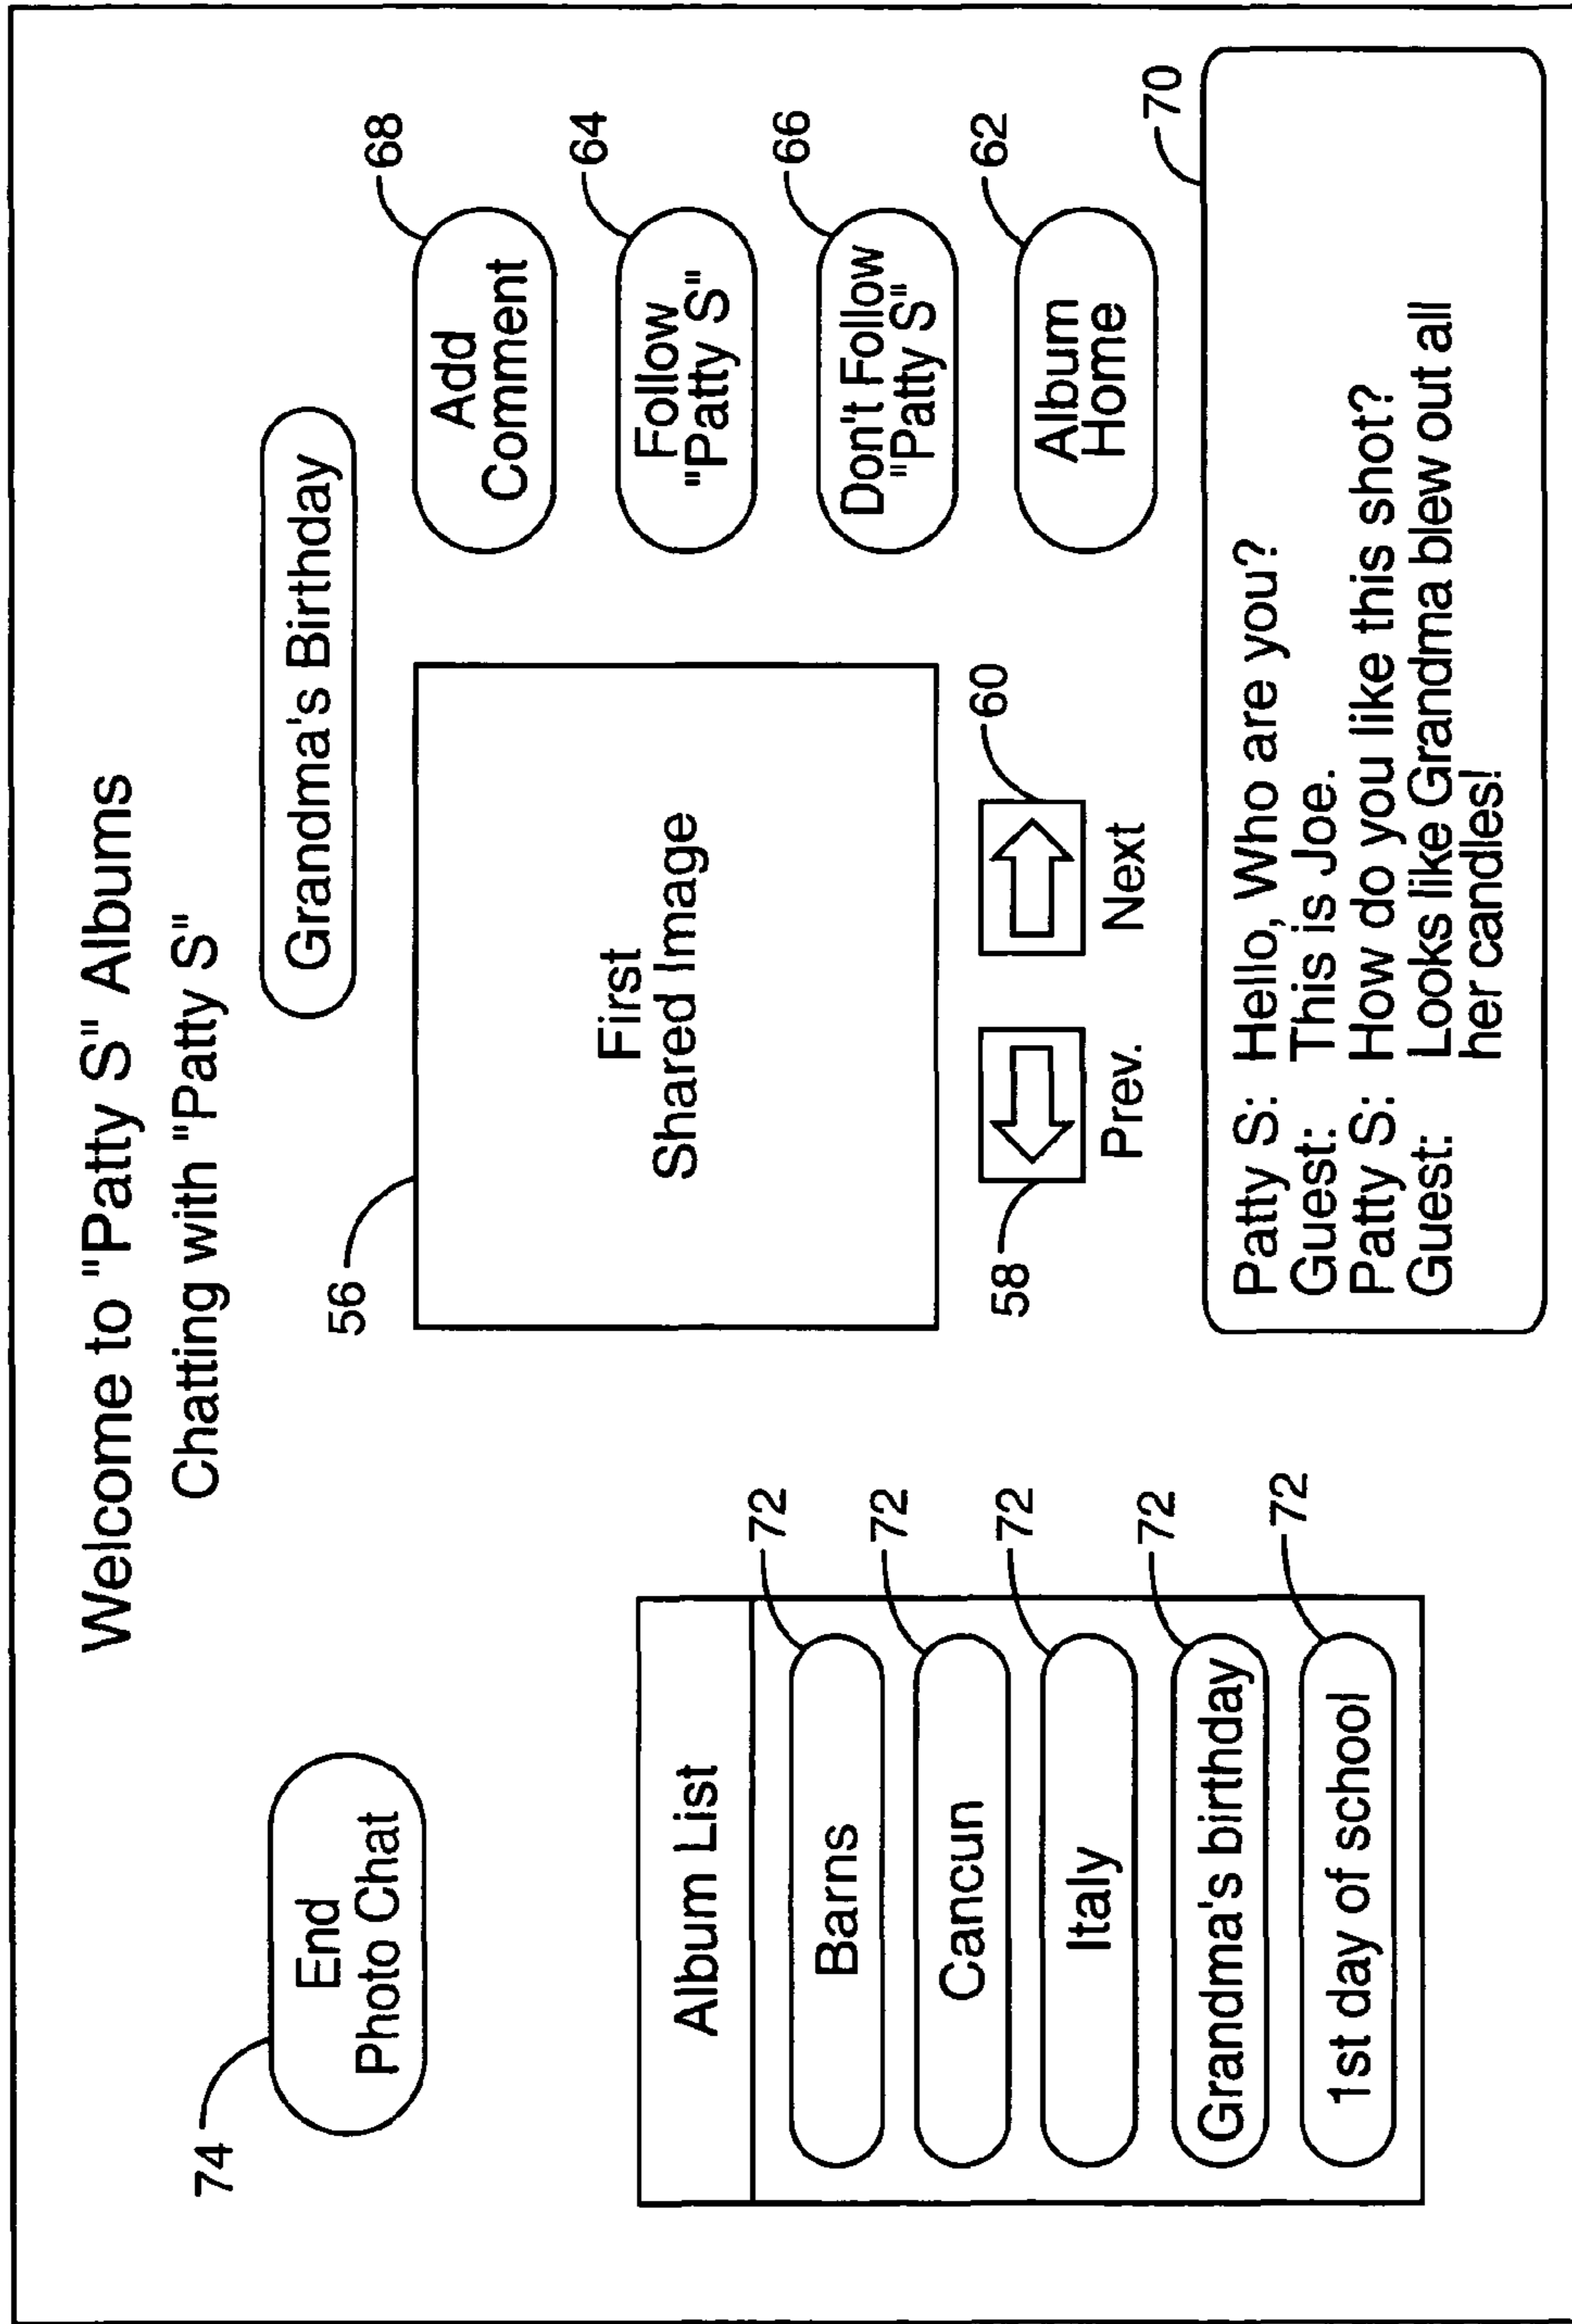 Welcome to "Patty S" Albums
Chatting with "Patty S"
74
End
Photo Chat
Album List
Barns
72
Cancun
72
Italy
72
Grandma's birthday
72
1st day of school
72
Grandma's Birthday
56
First
Shared Image
58
Prev.
60
Next
Add
Comment
68
Follow
"Patty S"
64
Don't Follow
"Patty S"
66
Album
Home
62
70
Patty S: Hello, Who are you?
Guest: This is Joe.
Patty S: How do you like this shot?
Guest: Looks like Grandma blew out all
her candles!